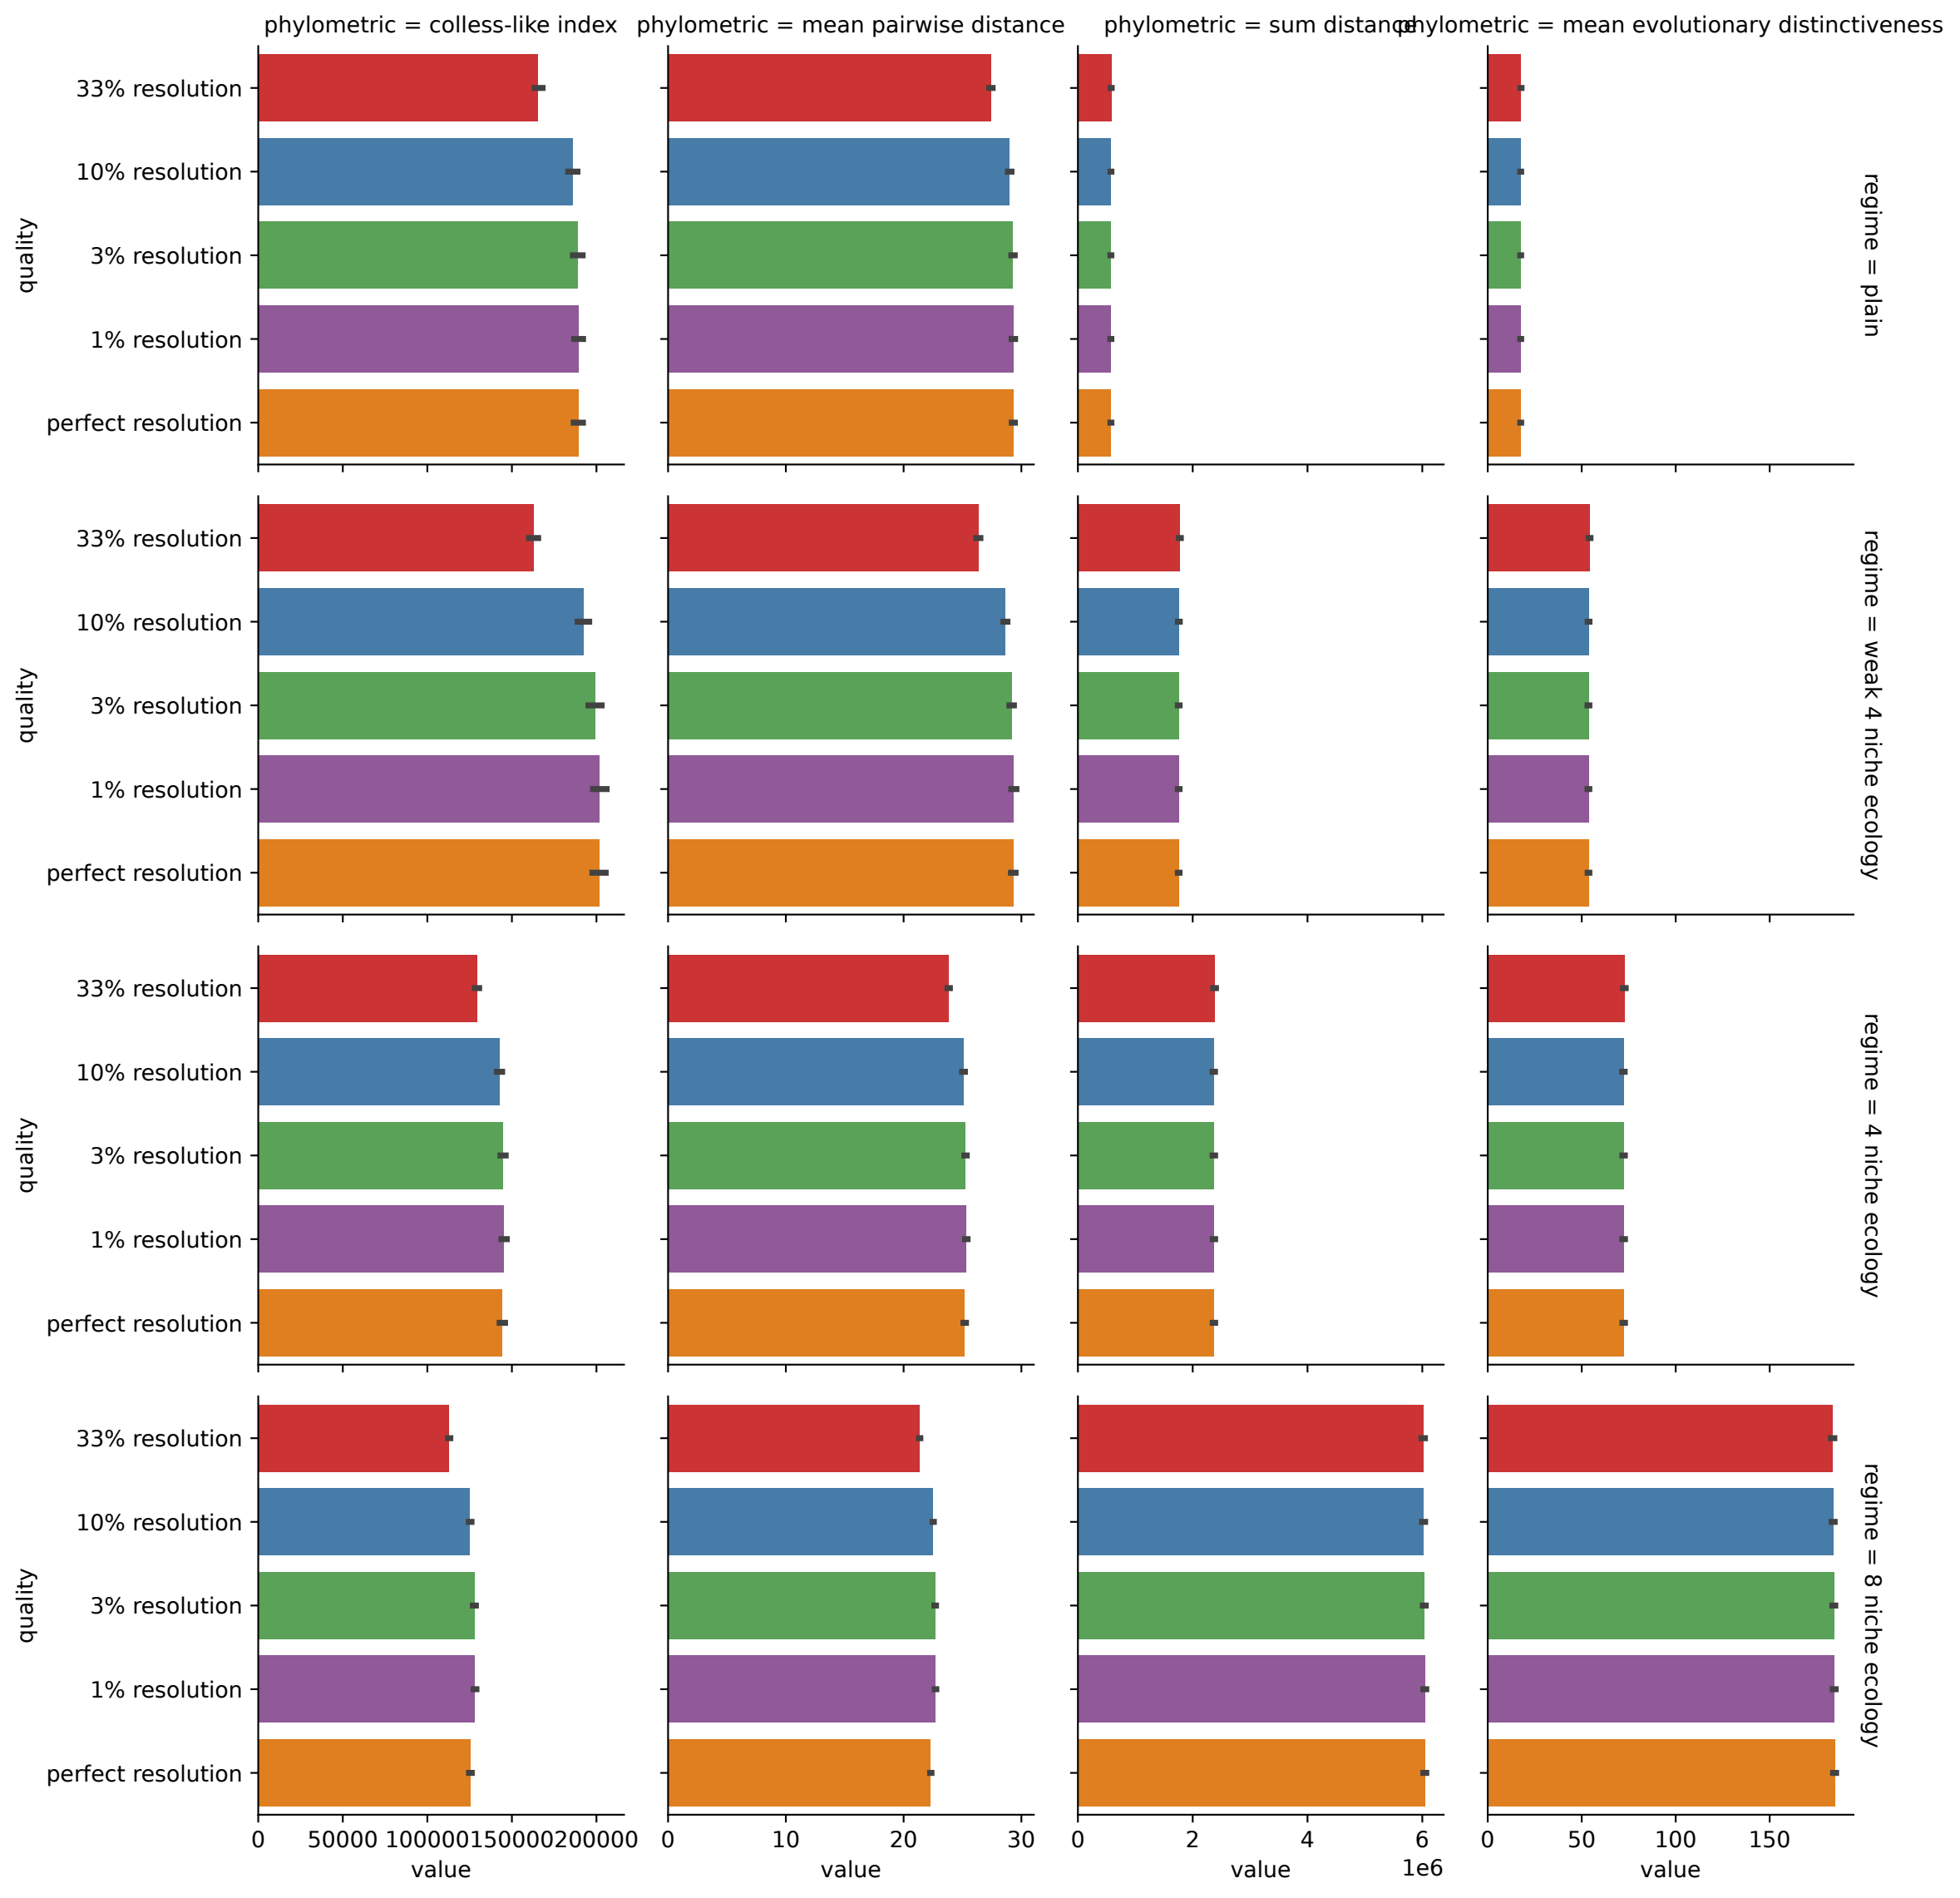 phylometric = colless-like index
phylometric = mean pairwise distance
phylometric = sum distance
phylometric = mean evolutionary distinctiveness
quality
33% resolution
10% resolution
3% resolution
1% resolution
perfect resolution
regime = plain
quality
33% resolution
10% resolution
3% resolution
1% resolution
perfect resolution
regime = weak 4 niche ecology
quality
33% resolution
10% resolution
3% resolution
1% resolution
perfect resolution
regime = 4 niche ecology
quality
33% resolution
10% resolution
3% resolution
1% resolution
perfect resolution
regime = 8 niche ecology
0 50000 100000 150000 200000
value
0 10 20 30
value
0 2 4 6
1e6
value
0 50 100 150
value